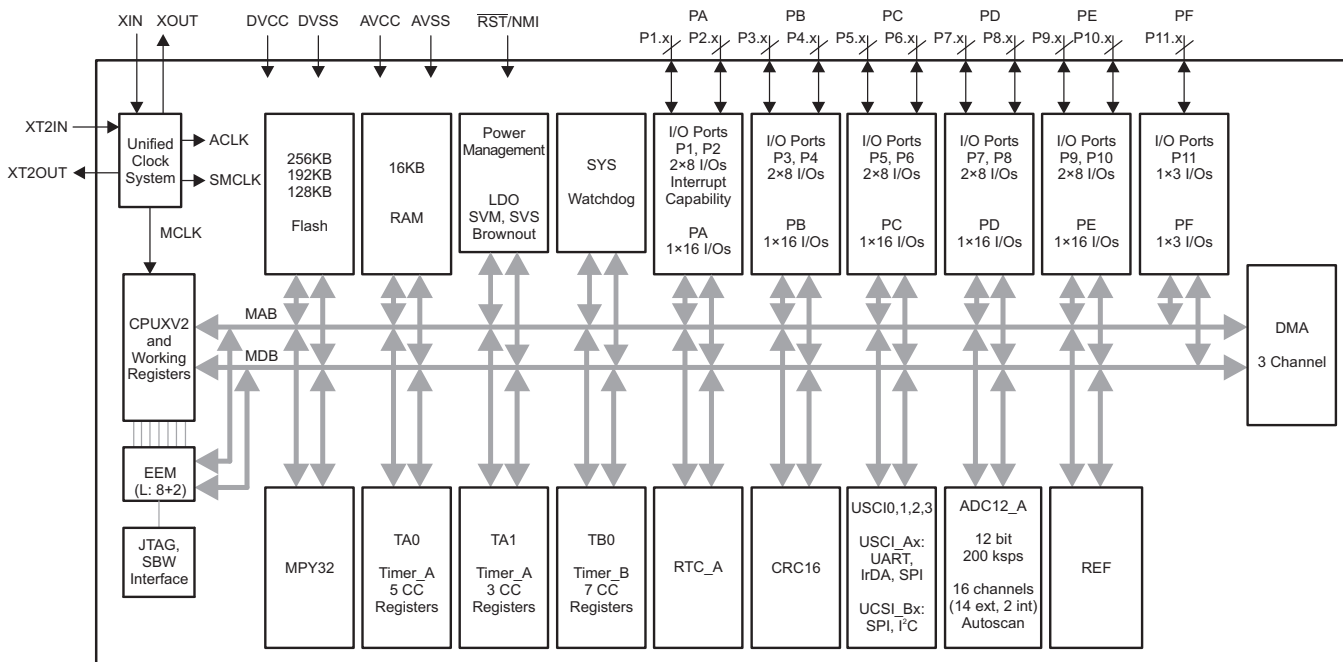 XIN
XOUT
DVCC
DVSS
AVCC
AVSS
RST/NMI
PA
P1.x
P2.x
PB
P3.x
P4.x
PC
P5.x
P6.x
PD
P7.x
P8.x
PE
P9.x
P10.x
PF
P11.x
XT2IN
XT2OUT
Unified
Clock
System
ACLK
SMCLK
MCLK
256KB
192KB
128KB
Flash
16KB
RAM
Power
Management
LDO
SVM, SVS
Brownout
SYS
Watchdog
I/O Ports
P1, P2
2×8 I/Os
Interrupt
Capability
PA
1×16 I/Os
I/O Ports
P3, P4
2×8 I/Os
PB
1×16 I/Os
I/O Ports
P5, P6
2×8 I/Os
PC
1×16 I/Os
I/O Ports
P7, P8
2×8 I/Os
PD
1×16 I/Os
I/O Ports
P9, P10
2×8 I/Os
PE
1×16 I/Os
I/O Ports
P11
1×3 I/Os
PF
1×3 I/Os
CPUXV2
and
Working
Registers
MAB
MDB
DMA
3 Channel
EEM
(L: 8+2)
JTAG,
SBW
Interface
MPY32
TA0
Timer_A
5 CC
Registers
TA1
Timer_A
3 CC
Registers
TB0
Timer_B
7 CC
Registers
RTC_A
CRC16
USCI0,1,2,3
USCI_Ax:
UART,
IrDA, SPI
UCSI_Bx:
SPI, I²C
ADC12_A
12 bit
200 ksps
16 channels
(14 ext, 2 int)
Autoscan
REF